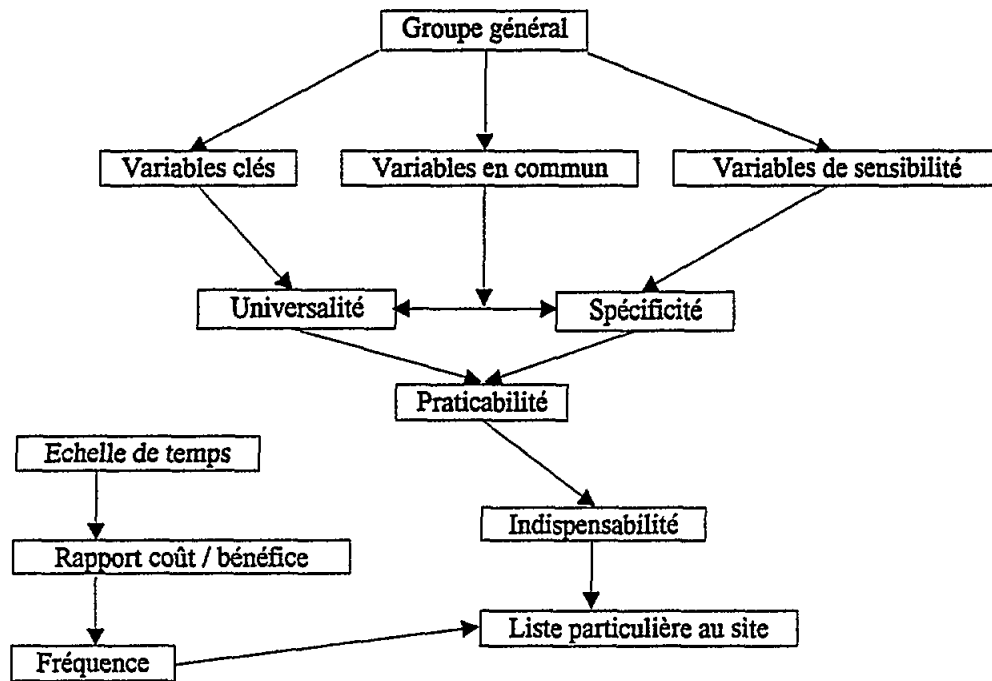 Groupe général
Variables clés
Variables en commun
Variables de sensibilité
Universalité
Spécificité
Praticabilité
Echelle de temps
Indispensabilité
Rapport coût / bénéfice
Liste particulière au site
Fréquence